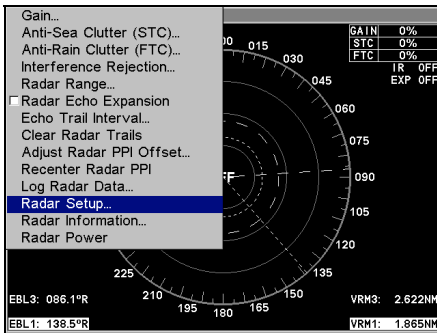 Gain...
Anti-Sea Clutter (STC)...
Anti-Rain Clutter (FTC)...
Interference Rejection...
Radar Range...
Radar Echo Expansion
Echo Trail Interval...
Clear Radar Trails
Adjust Radar PPI Offset...
Recenter Radar PPI
Log Radar Data...
Radar Setup...
Radar Information...
Radar Power
GAIN 0%
STC 0%
FTC 0%
IR OFF
EXP OFF
015
030
045
060
075
090
105
120
135
150
165
180
195
210
225
EBL3: 086.1°R
EBL1: 138.5°R
VRM3: 2.622NM
VRM1: 1.865NM